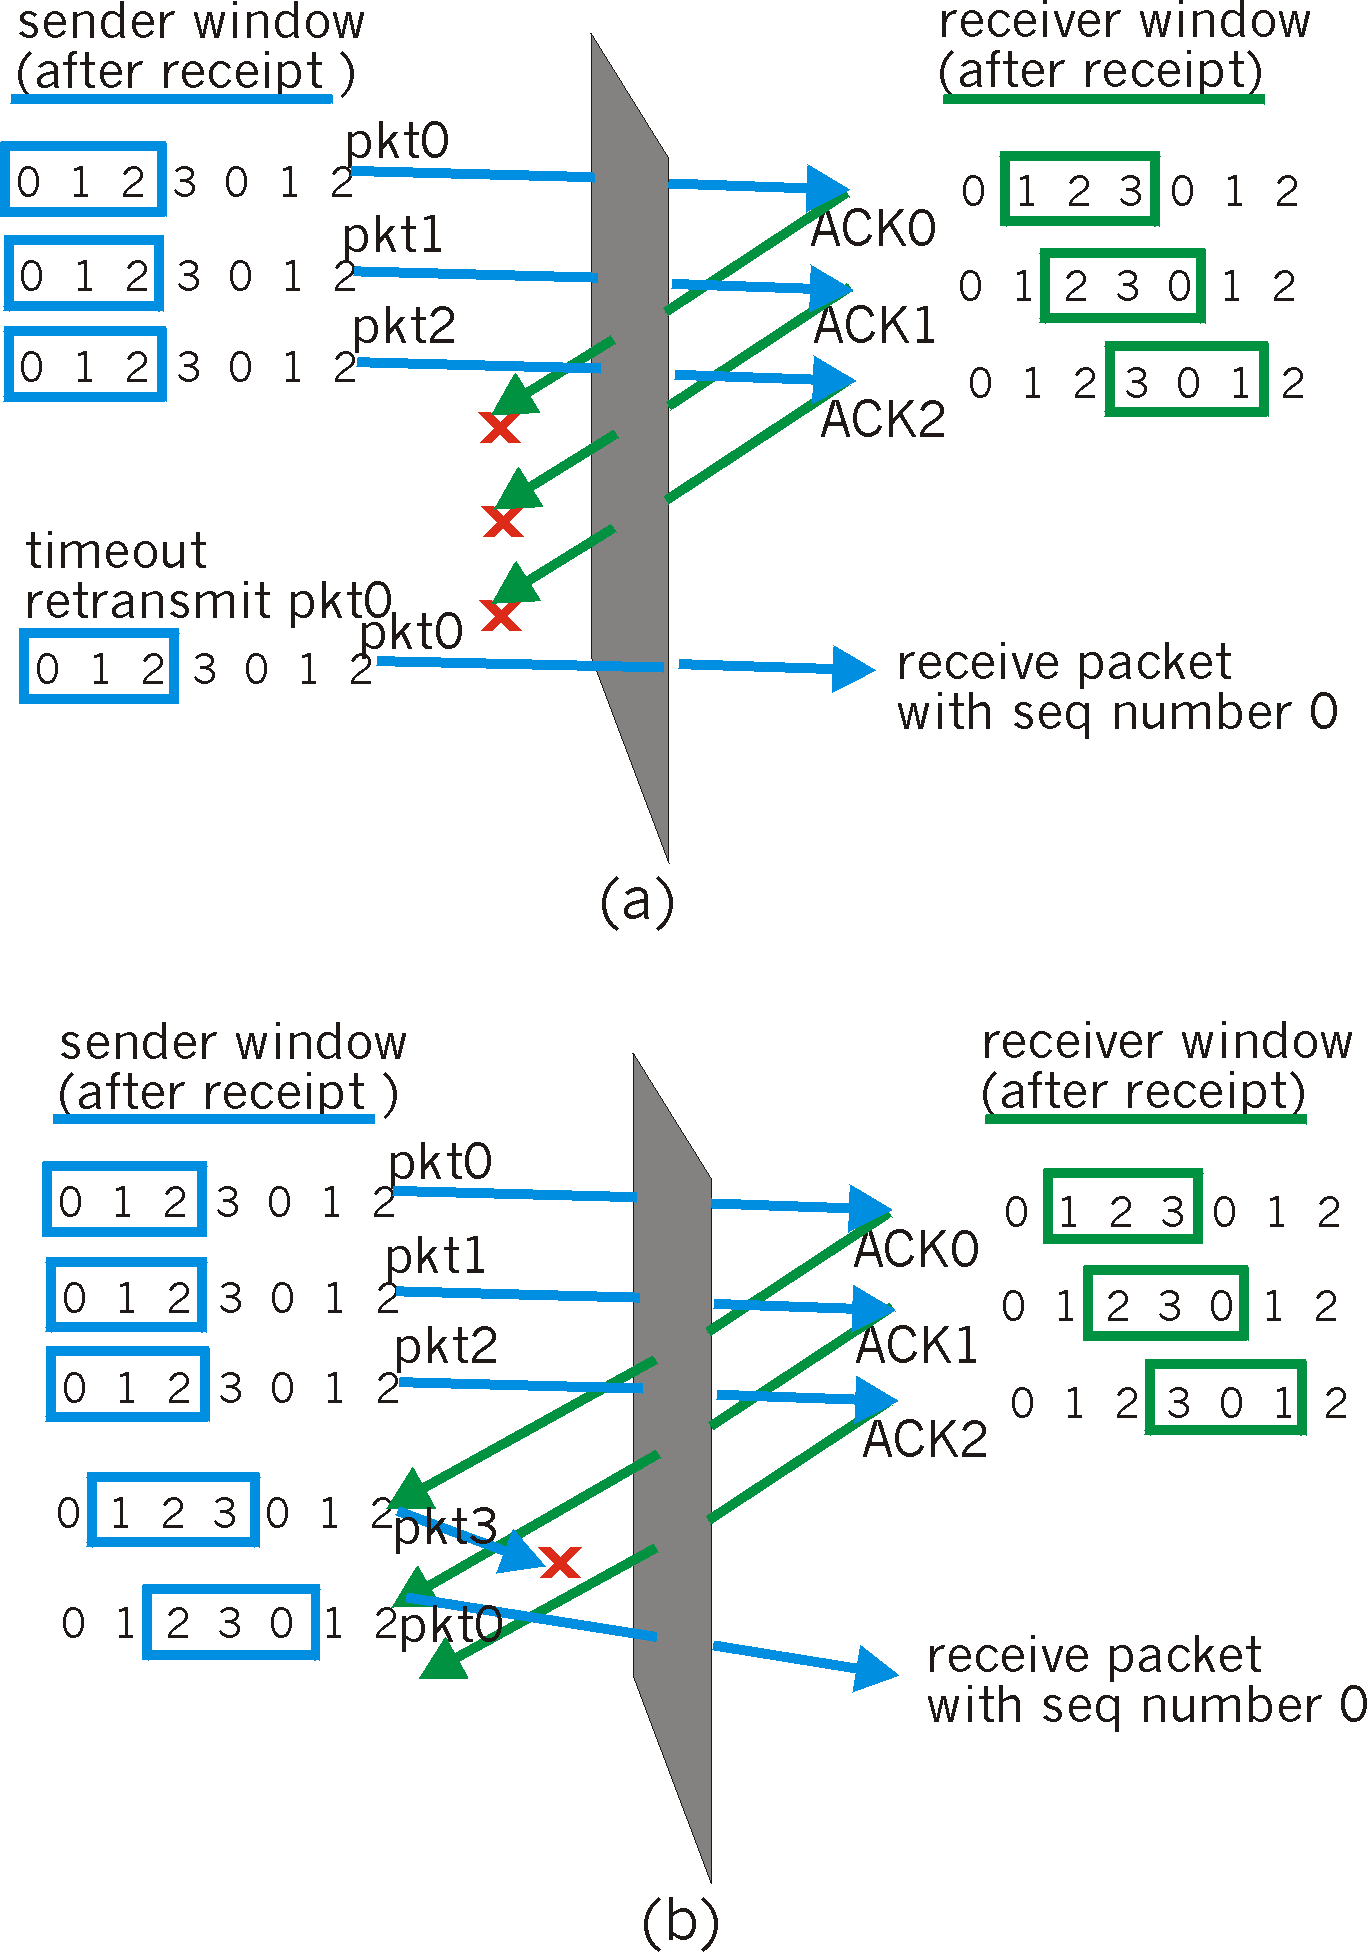 sender window
(after receipt )
receiver window
(after receipt)
0 1 2 3 0 1 2
pkt0
ACK0
0 1 2 3 0 1 2
0 1 2 3 0 1 2
pkt1
ACK1
0 1 2 3 0 1 2
0 1 2 3 0 1 2
pkt2
ACK2
0 1 2 3 0 1 2
timeout
retransmit pkt0
0 1 2 3 0 1 2
pkt0
receive packet
with seq number 0
(a)
sender window
(after receipt )
receiver window
(after receipt)
0 1 2 3 0 1 2
pkt0
ACK0
0 1 2 3 0 1 2
0 1 2 3 0 1 2
pkt1
ACK1
0 1 2 3 0 1 2
0 1 2 3 0 1 2
pkt2
ACK2
0 1 2 3 0 1 2
0 1 2 3 0 1 2
pkt3
0 1 2 3 0 1 2
pkt0
receive packet
with seq number 0
(b)